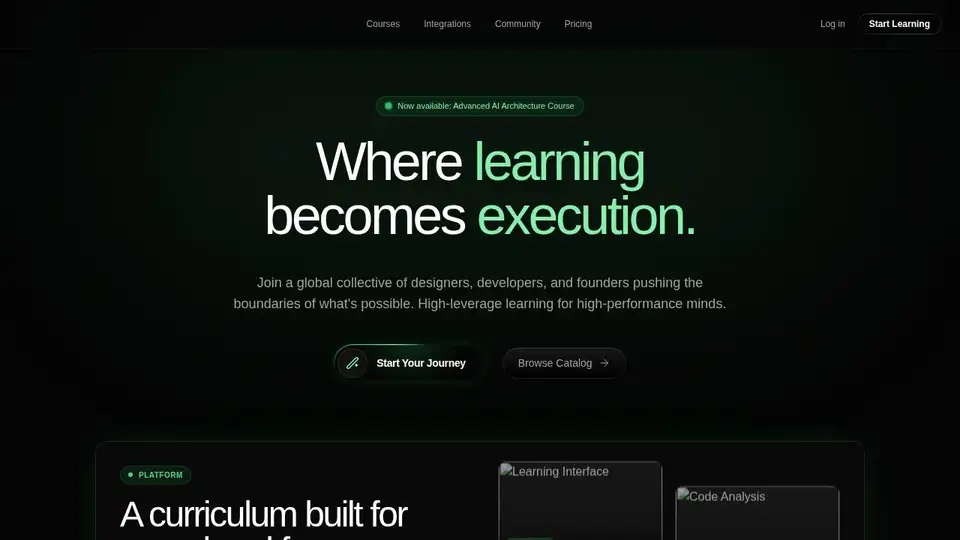 Courses
Integrations
Community
Pricing
Log in
Start Learning
Now available: Advanced AI Architecture Course
Where learning
becomes execution.
Join a global collective of designers, developers, and founders pushing the
boundaries of what's possible. High-leverage learning for high-performance minds.
Start Your Journey
Browse Catalog
PLATFORM
A curriculum built for
Learning Interface
Code Analysis